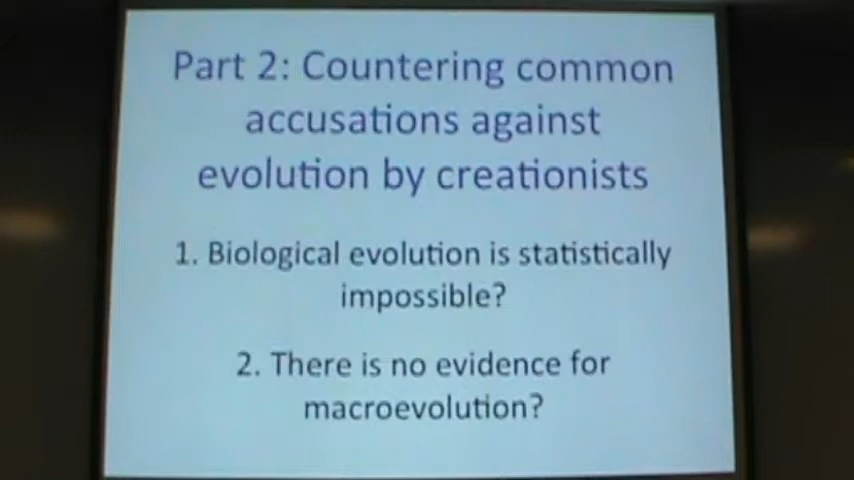 Part 2: Countering common
accusations against
evolution by creationists
1. Biological evolution is statistically
impossible?
2. There is no evidence for
macroevolution?